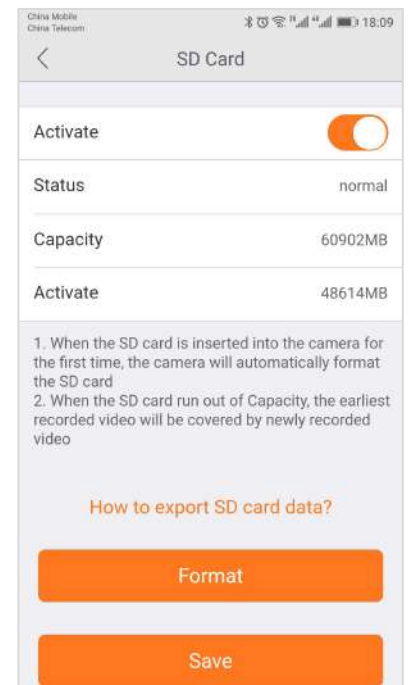 China Mobile
China Telecom
18:09
SD Card
Activate
Status normal
Capacity 60902MB
Activate 48614MB
1. When the SD card is inserted into the camera for
the first time, the camera will automatically format
the SD card
2. When the SD card run out of Capacity, the earliest
recorded video will be covered by newly recorded
video
How to export SD card data?
Format
Save